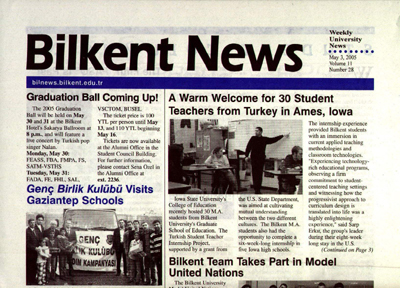 Bilkent News
Weekly
University
News
May 3, 2005
Volume 11
Number 28
bilnews.bilkent.edu.tr
Graduation Ball Coming Up!
The 2005 Graduation
Ball will be held on May
30 and 31 at the Bilkent
Hotel's Sakarya Ballroom at
8 p.m., and will feature a
live concert by Turkish pop
singer Nalan.
Monday, May 30:
FEASS, FBA, FMPA, FS,
SATM-VSTHS
Tuesday, May 31:
FADA, FE, FHL, SAL,
VSCTOM, BUSEL
The ticket price is 100
YTL per person until May
13, and 110 YTL beginning
May 16.
Tickets are now available
at the Alumni Office in the
Student Council Building.
For further information,
please contact Sena Özel in
the Alumni Office at
ext. 2236.
Genç Birlik Kulübü Visits
Gaziantep Schools
GENÇ
LİK KULÜBÜ
DIM KAMPANYASI
A Warm Welcome for 30 Student
Teachers from Turkey in Ames, Iowa
Iowa State University's
College of Education
recently hosted 30 M.A.
students from Bilkent
University's Graduate
School of Education. The
Turkish Student Teacher
Internship Project,
supported by a grant from
the U.S. State Department,
was aimed at cultivating
mutual understanding
between the two different
cultures. The Bilkent M.A.
students also had the
opportunity to complete a
six-week-long internship in
five Iowa high schools.
The internship experience
provided Bilkent students
with an immersion in
current applied teaching
methodologies and
classroom technologies.
"Experiencing technology-
rich educational programs,
observing a firm
commitment to student-
centered teaching settings
and witnessing how the
progressivist approach to
curriculum design is
translated into life was a
highly enlightening
experience," said Sarp
Erkır, the group's leader
during their eight-week
long stay in the U.S.
(Continued on Page 3)
Bilkent Team Takes Part in Model
United Nations
The Bilkent University